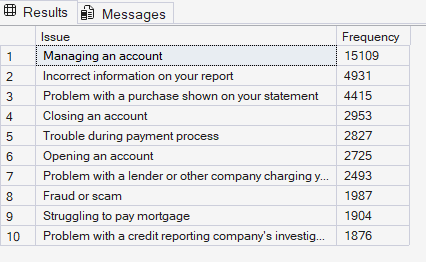 Results Messages
Issue Frequency
1 Managing an account 15109
2 Incorrect information on your report 4931
3 Problem with a purchase shown on your statement 4415
4 Closing an account 2953
5 Trouble during payment process 2827
6 Opening an account 2725
7 Problem with a lender or other company charging y... 2493
8 Fraud or scam 1987
9 Struggling to pay mortgage 1904
10 Problem with a credit reporting company's investig... 1876